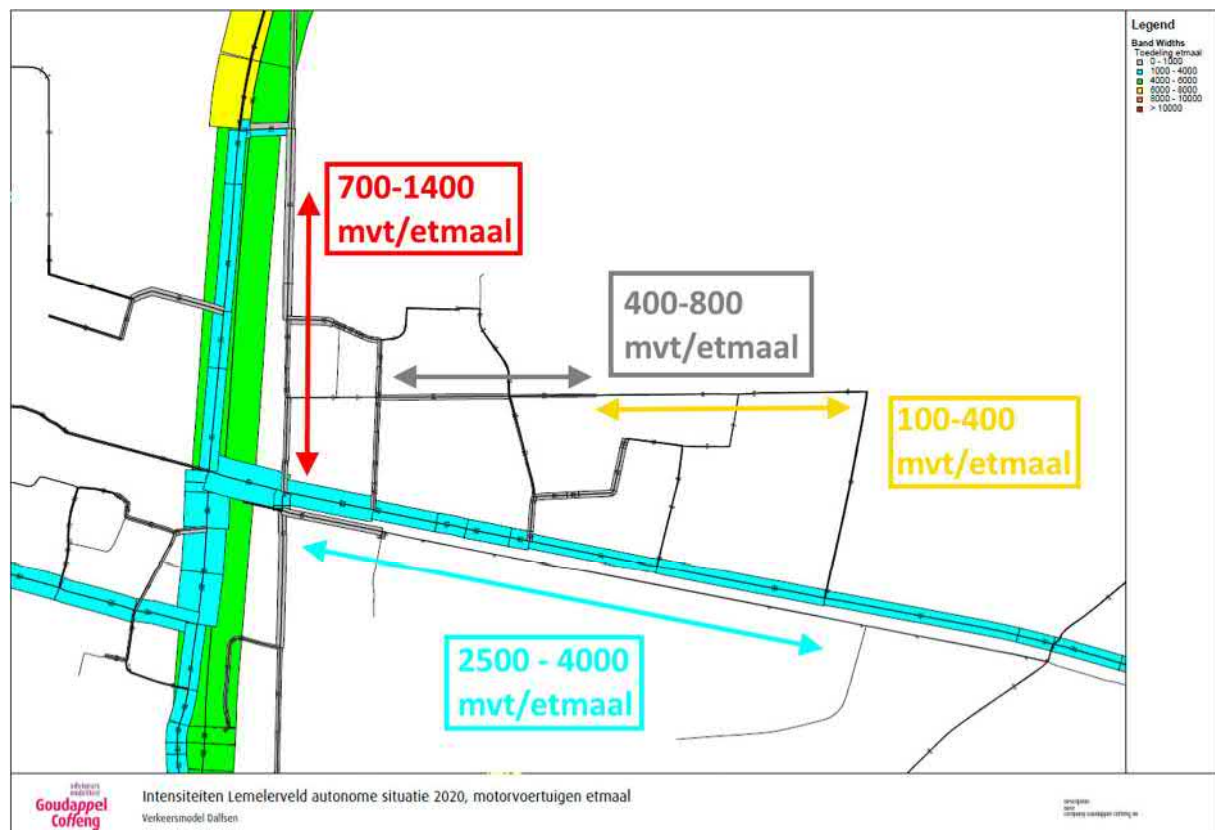 Legend
Band Widths
Toedeling etmaal
0 - 1000
1000 - 4000
4000 - 6000
6000 - 8000
8000 - 10000
> 10000
700-1400
mvt/etmaal
400-800
mvt/etmaal
100-400
mvt/etmaal
2500 - 4000
mvt/etmaal
Goudappel
Coffeng
Intensiteiten Lemelerveld autonome situatie 2020, motorvoertuigen etmaal
Verkeersmodel Dalfsen